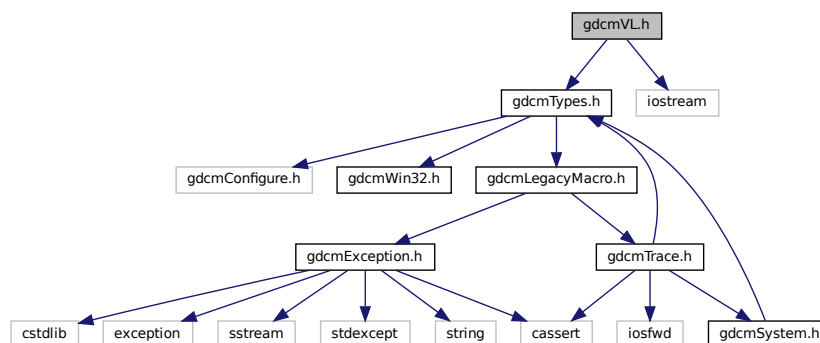 gdcmVL.h
gdcmTypes.h
iostream
gdcmConfigure.h
gdcmWin32.h
gdcmLegacyMacro.h
gdcmException.h
gdcmTrace.h
cstdlib
exception
sstream
stdexcept
string
cassert
iosfwd
gdcmSystem.h